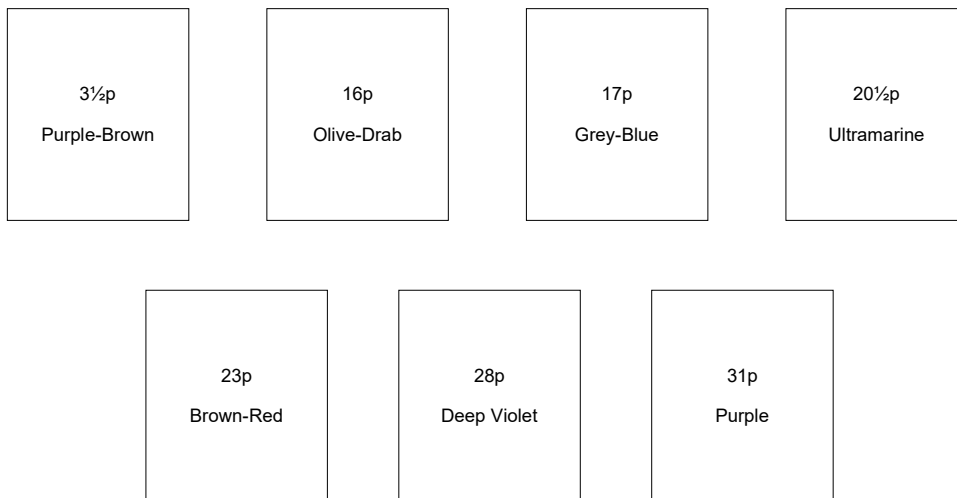 3½p
Purple-Brown
16p
Olive-Drab
17p
Grey-Blue
20½p
Ultramarine
23p
Brown-Red
28p
Deep Violet
31p
Purple